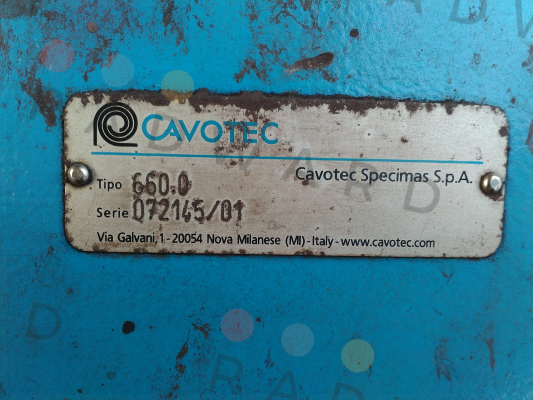 CAVOTEC
Cavotec Specimas S.p.A.
Tipo 660.0
Serie 072145/01
Via Galvani,1-20054 Nova Milanese (MI)-Italy-www.cavotec.com